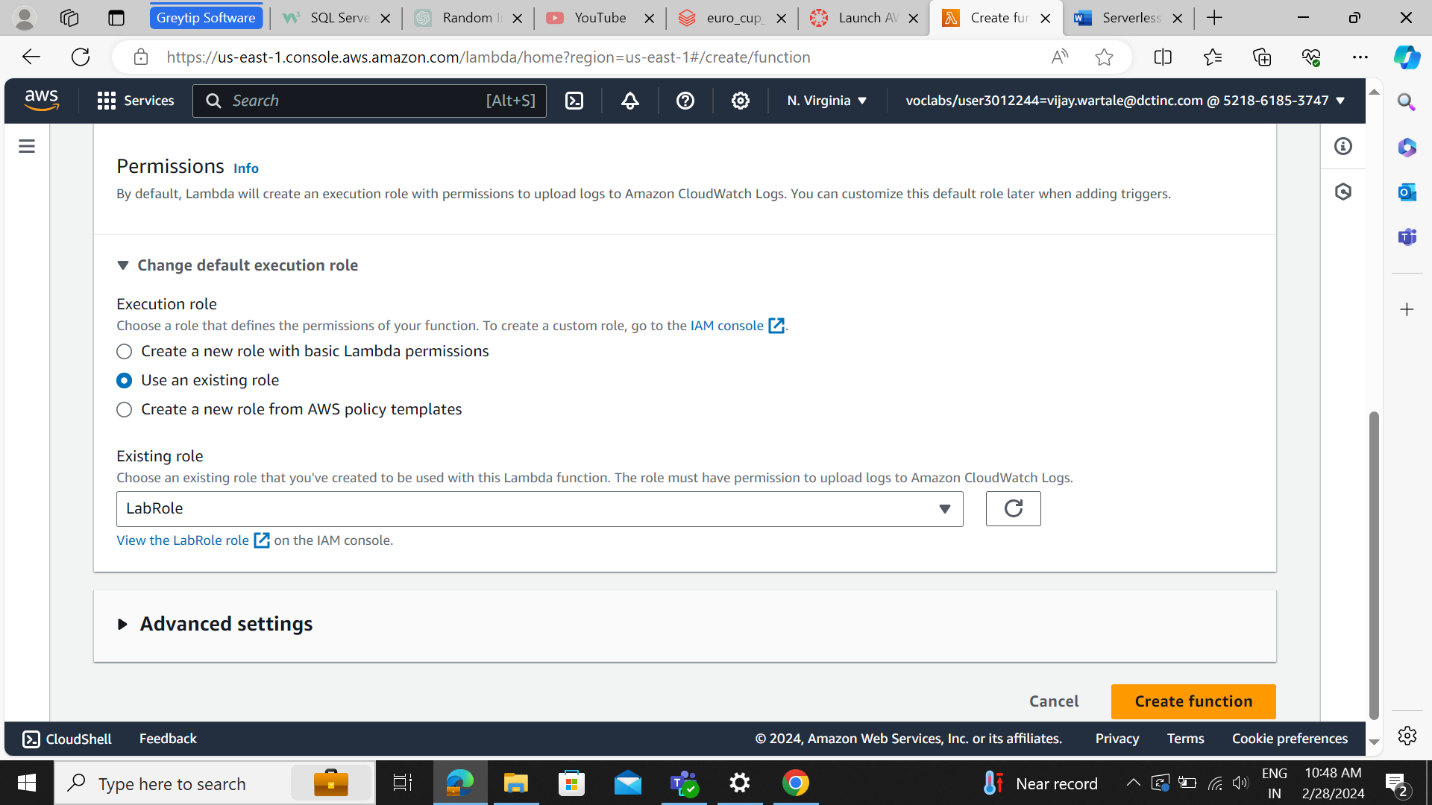 Greytip Software
SQL Serve
Random I
YouTube
euro_cup_
Launch AV
Create fun
Serverless
https://us-east-1.console.aws.amazon.com/lambda/home?region=us-east-1#/create/function
aws
Services
Search
[Alt+S]
N. Virginia
voclabs/user3012244=vijay.wartale@dctinc.com @ 5218-6185-3747
Permissions Info
By default, Lambda will create an execution role with permissions to upload logs to Amazon CloudWatch Logs. You can customize this default role later when adding triggers.
Change default execution role
Execution role
Choose a role that defines the permissions of your function. To create a custom role, go to the IAM console.
Create a new role with basic Lambda permissions
Use an existing role
Create a new role from AWS policy templates
Existing role
Choose an existing role that you've created to be used with this Lambda function. The role must have permission to upload logs to Amazon CloudWatch Logs.
LabRole
View the LabRole role on the IAM console.
Advanced settings
Cancel
Create function
CloudShell
Feedback
© 2024, Amazon Web Services, Inc. or its affiliates.
Privacy
Terms
Cookie preferences
Type here to search
Near record
ENG
IN
10:48 AM
2/28/2024
2